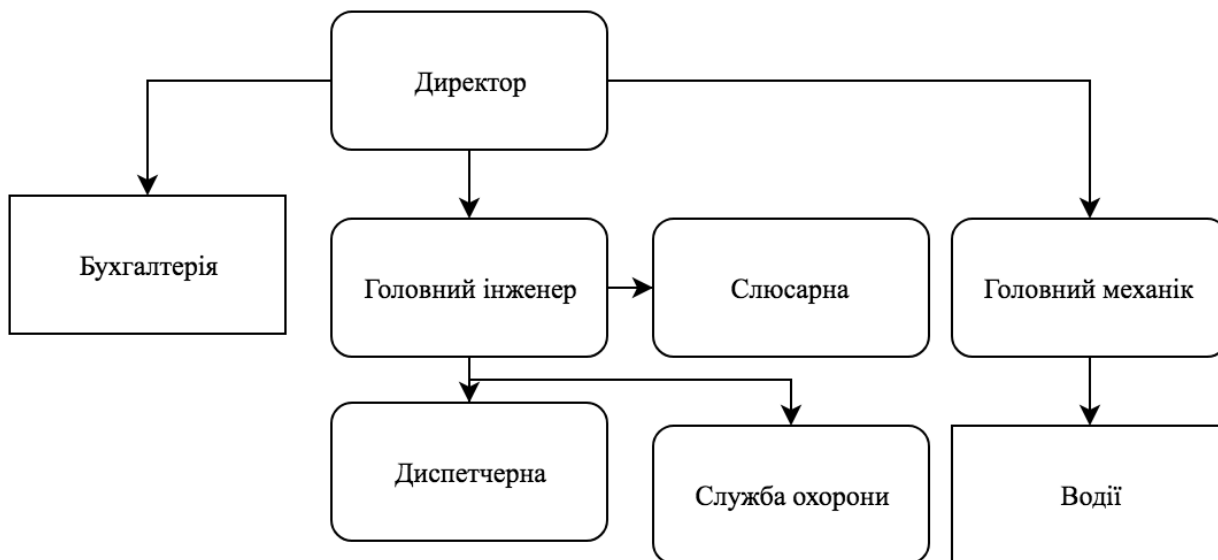 Директор
Бухгалтерія
Головний інженер
Слюсарна
Головний механік
Диспетчерна
Служба охорони
Водії